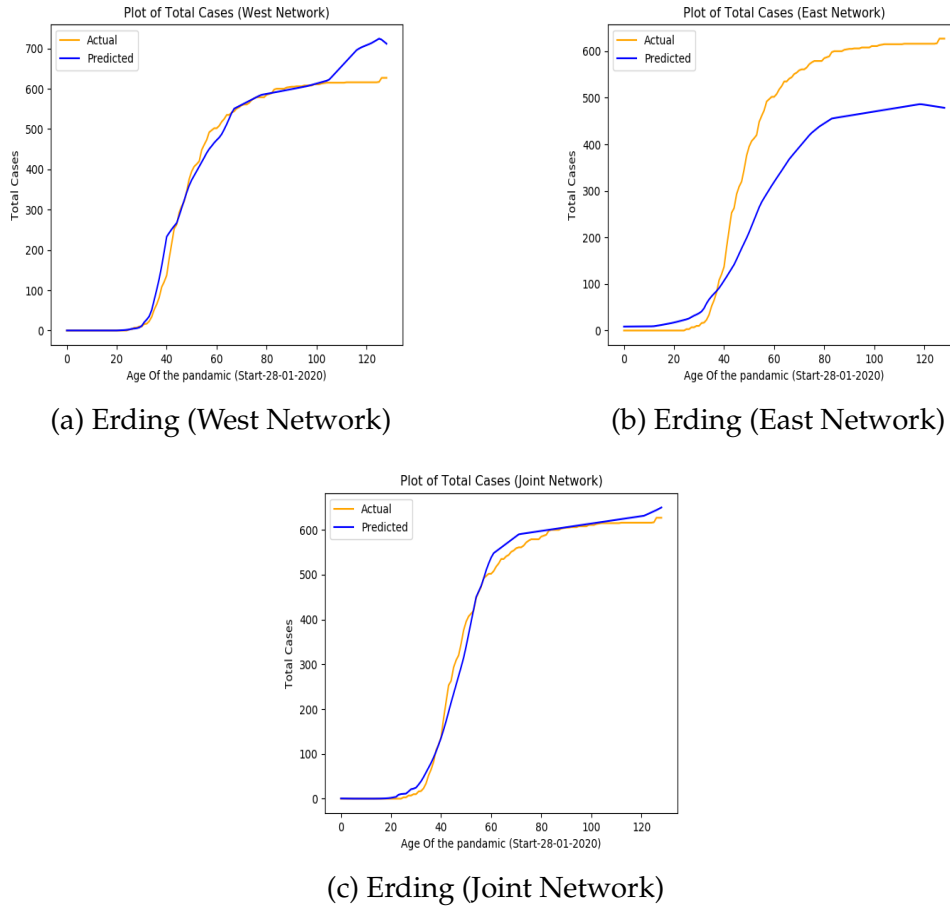 Plot of Total Cases (West Network)
Actual
Predicted
700
600
500
400
300
200
100
0
Total Cases
0 20 40 60 80 100 120
Age Of the pandamic (Start-28-01-2020)
(a) Erding (West Network)
Plot of Total Cases (East Network)
Actual
Predicted
600
500
400
300
200
100
0
Total Cases
0 20 40 60 80 100 120
Age Of the pandamic (Start-28-01-2020)
(b) Erding (East Network)
Plot of Total Cases (Joint Network)
Actual
Predicted
600
500
400
300
200
100
0
Total Cases
0 20 40 60 80 100 120
Age Of the pandamic (Start-28-01-2020)
(c) Erding (Joint Network)